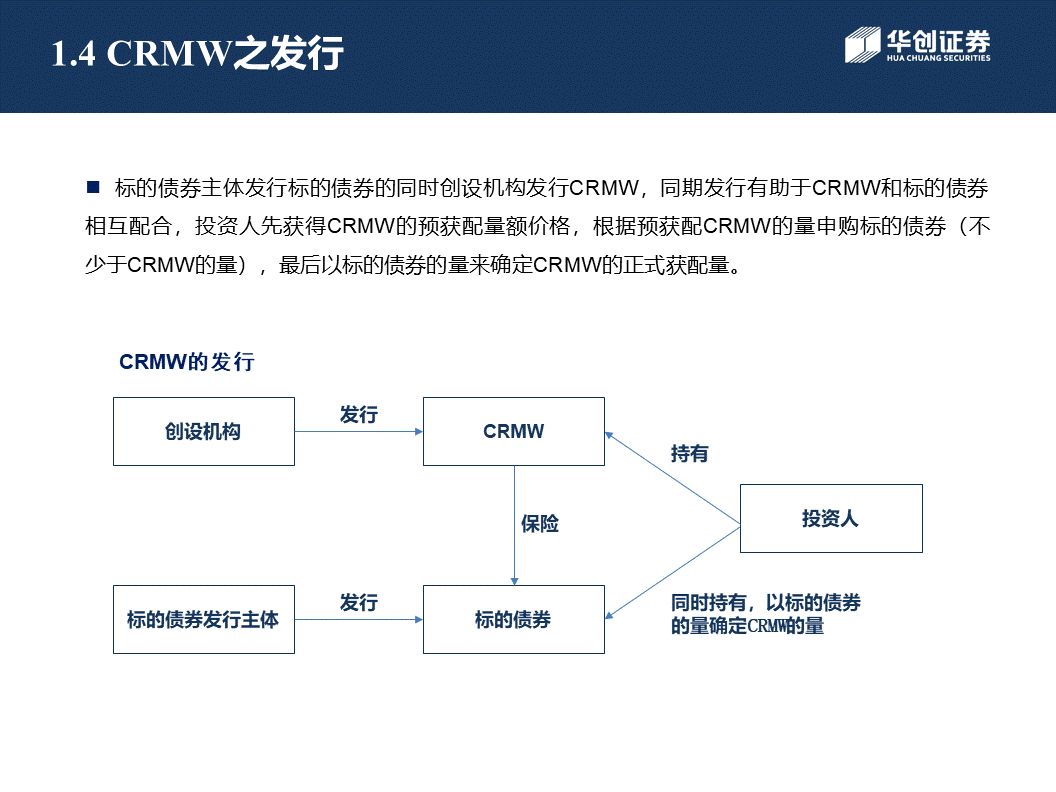 1.4 CRMW之发行
华创证券
HUA CHUANG SECURITIES
■ 标的债券主体发行标的债券的同时创设机构发行CRMW，同期发行有助于CRMW和标的债券
相互配合，投资人先获得CRMW的预获配量额价格，根据预获配CRMW的量申购标的债券（不
少于CRMW的量），最后以标的债券的量来确定CRMW的正式获配量。
CRMW的发行
创设机构
发行
CRMW
持有
投资人
保险
标的债券发行主体
发行
标的债券
同时持有，以标的债券
的量确定CRMW的量